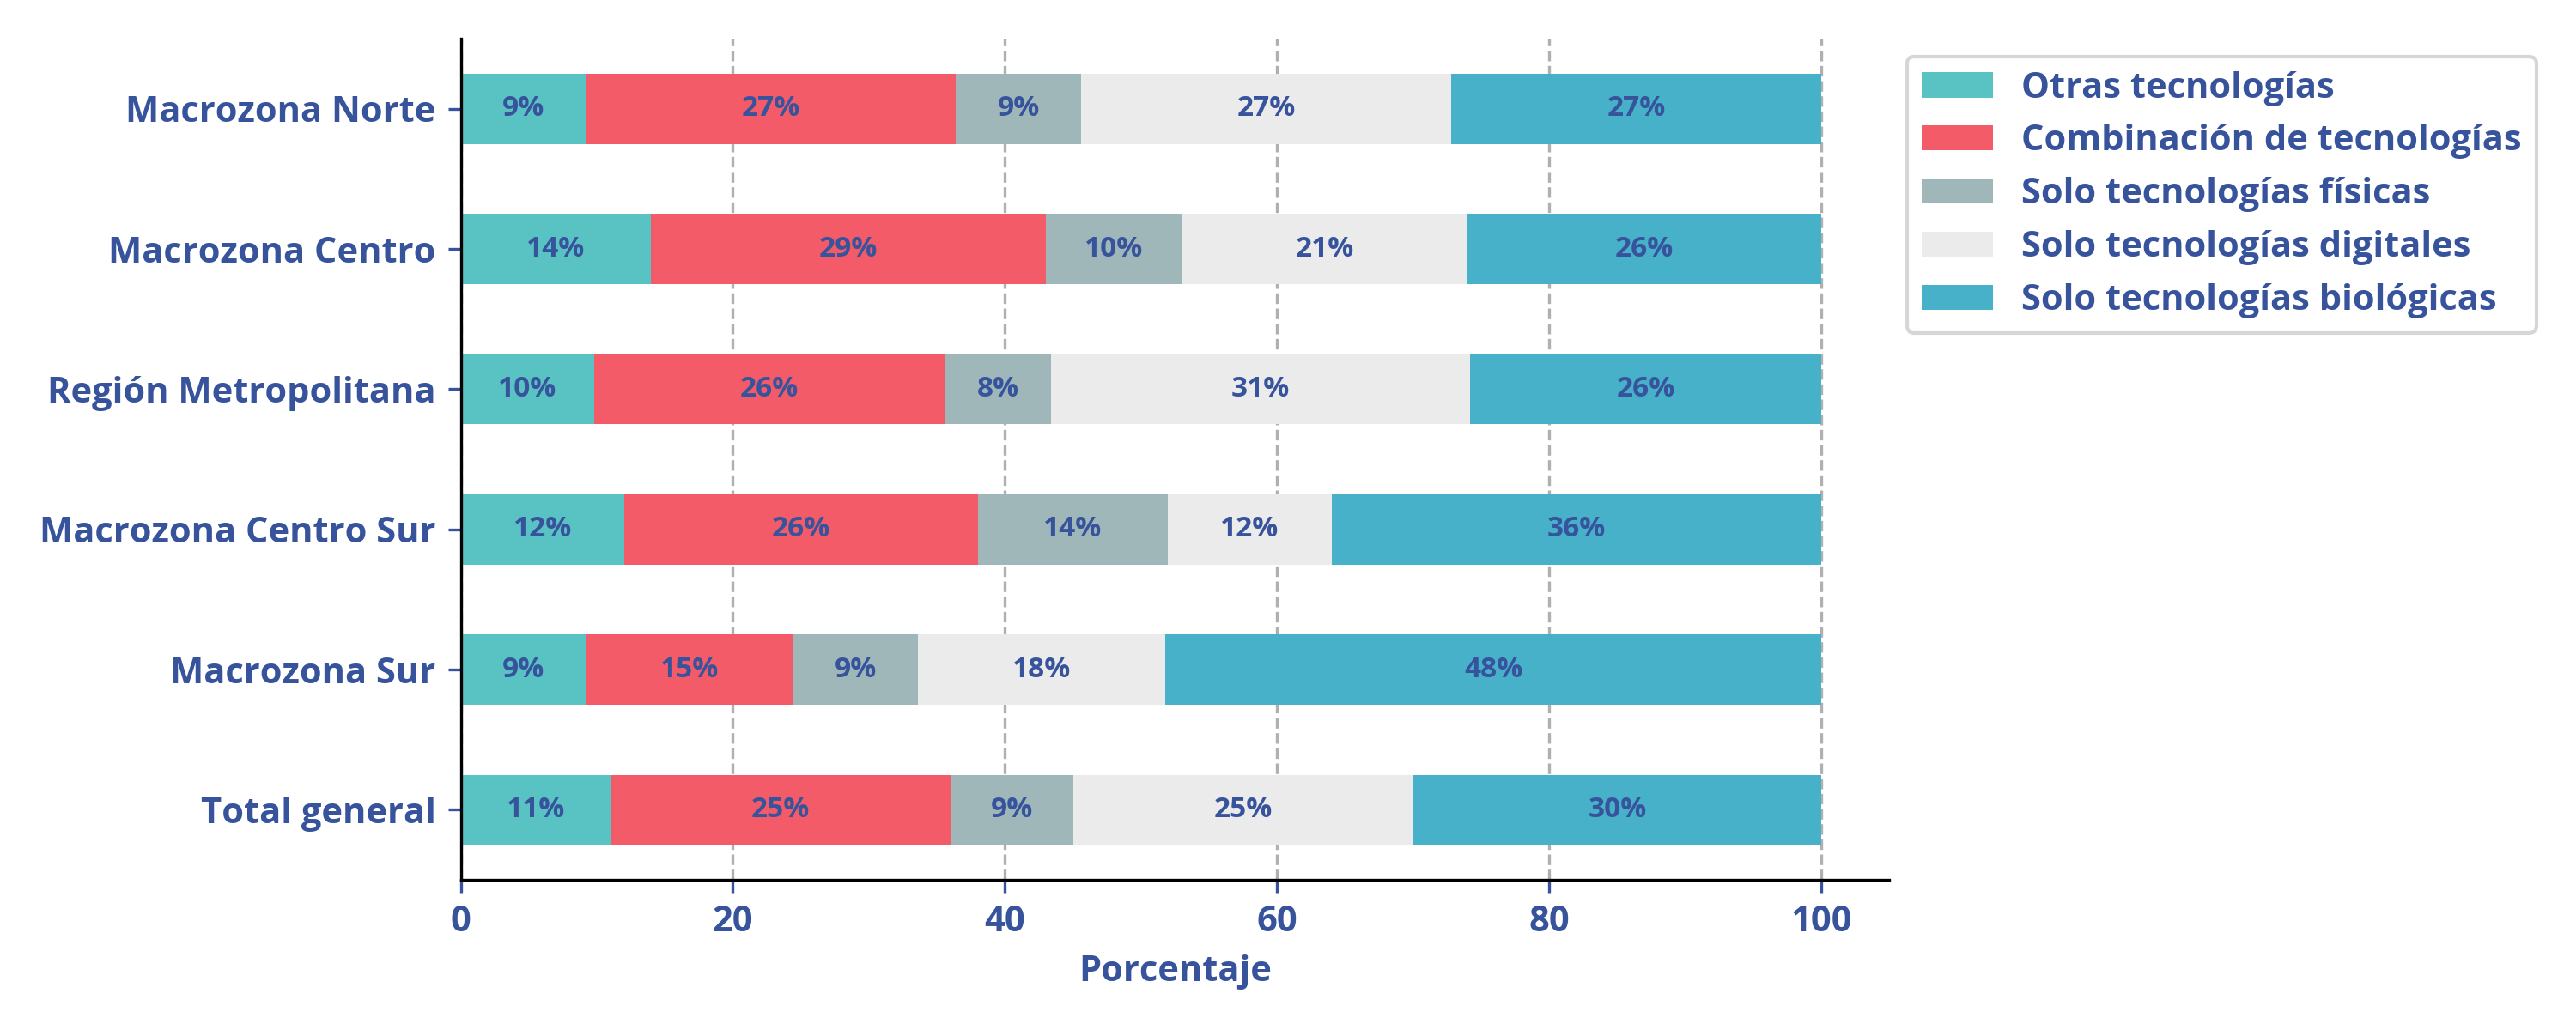 Macrozona Norte 9% 27% 9% 27% 27%
Macrozona Centro 14% 29% 10% 21% 26%
Región Metropolitana 10% 26% 8% 31% 26%
Macrozona Centro Sur 12% 26% 14% 12% 36%
Macrozona Sur 9% 15% 9% 18% 48%
Total general 11% 25% 9% 25% 30%
0 20 40 60 80 100
Porcentaje
Otras tecnologías
Combinación de tecnologías
Solo tecnologías físicas
Solo tecnologías digitales
Solo tecnologías biológicas